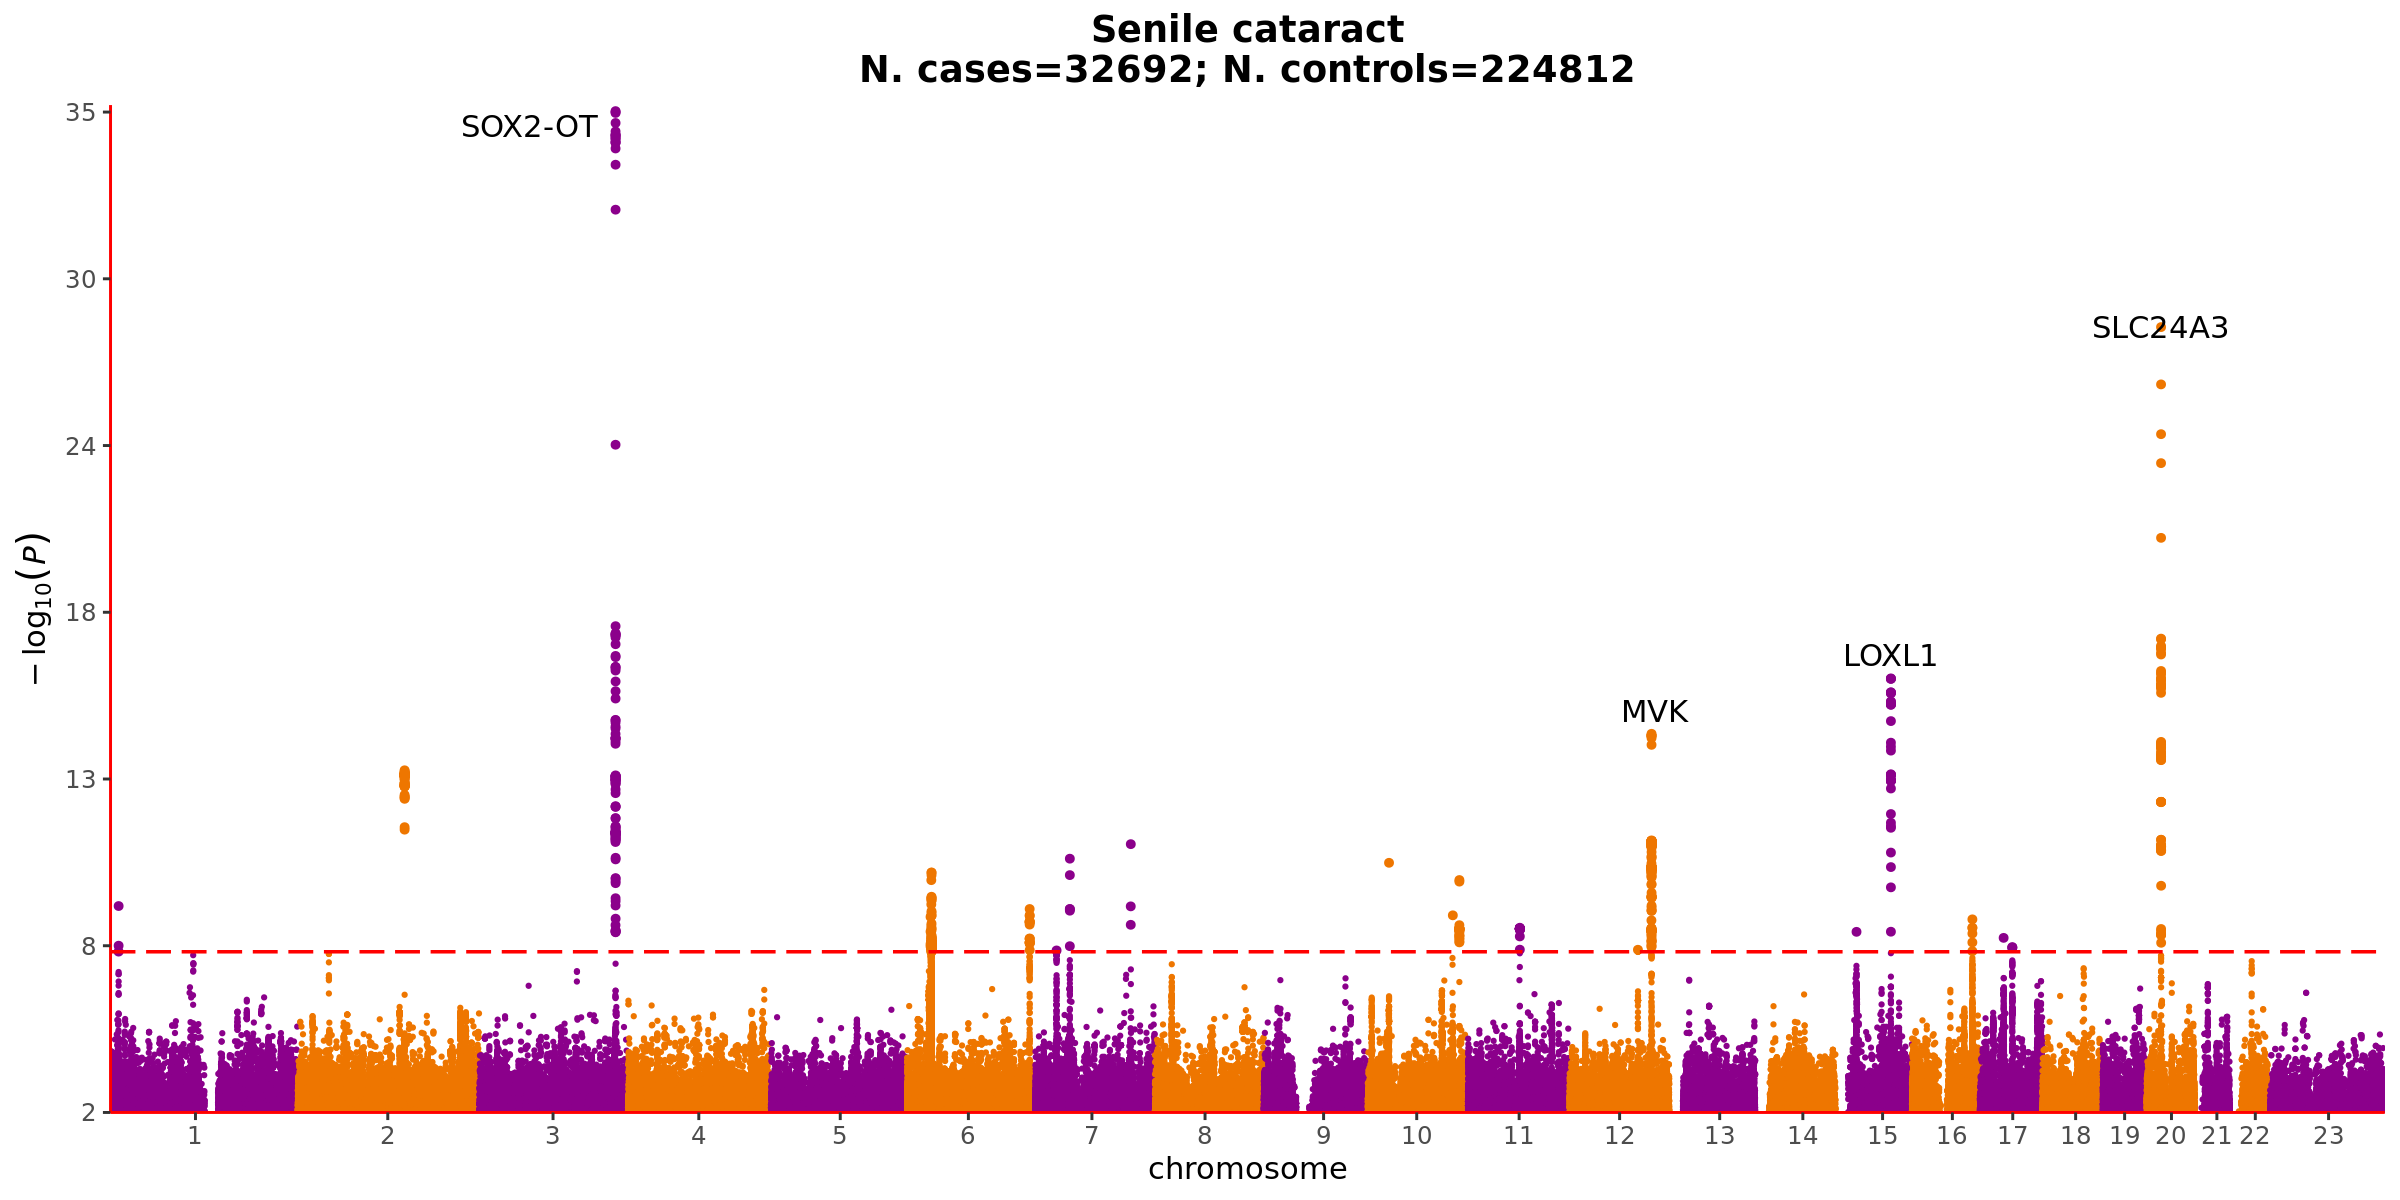 Senile cataract
N. cases=32692; N. controls=224812
35
SOX2-OT
30
SLC24A3
24
− log10(P)
18
LOXL1
MVK
13
8
2
1 2 3 4 5 6 7 8 9 10 11 12 13 14 15 16 17 18 19 20 21 22 23
chromosome